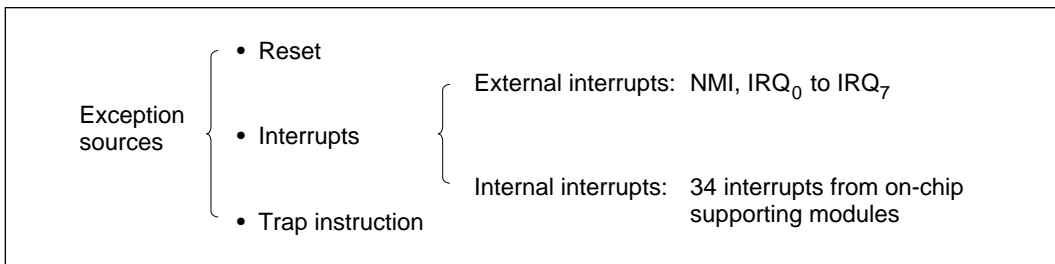 • Reset
External interrupts: NMI, IRQ0 to IRQ7
Exception
sources
• Interrupts
Internal interrupts: 34 interrupts from on-chip
supporting modules
• Trap instruction